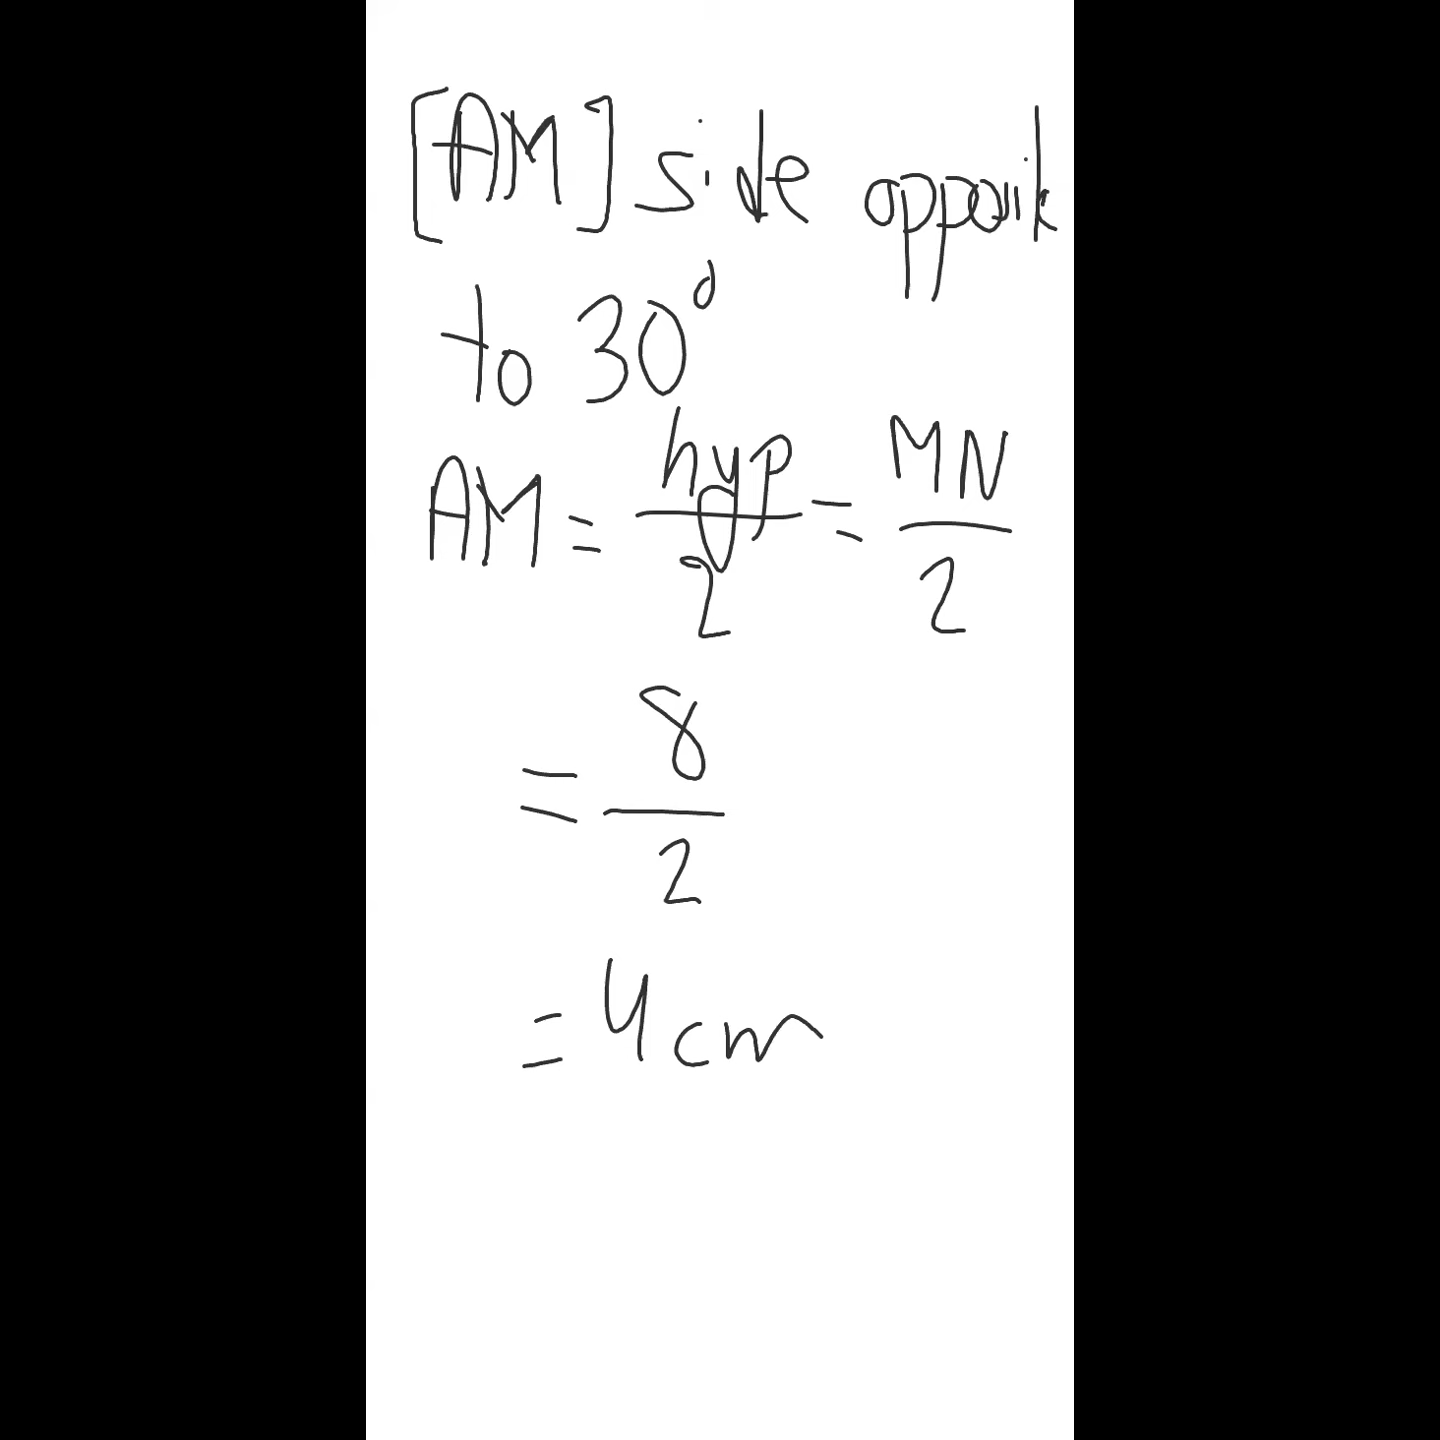 [AM] side opposite
to 30°
AM = hyp/2 = MN/2
= 8/2
= 4cm